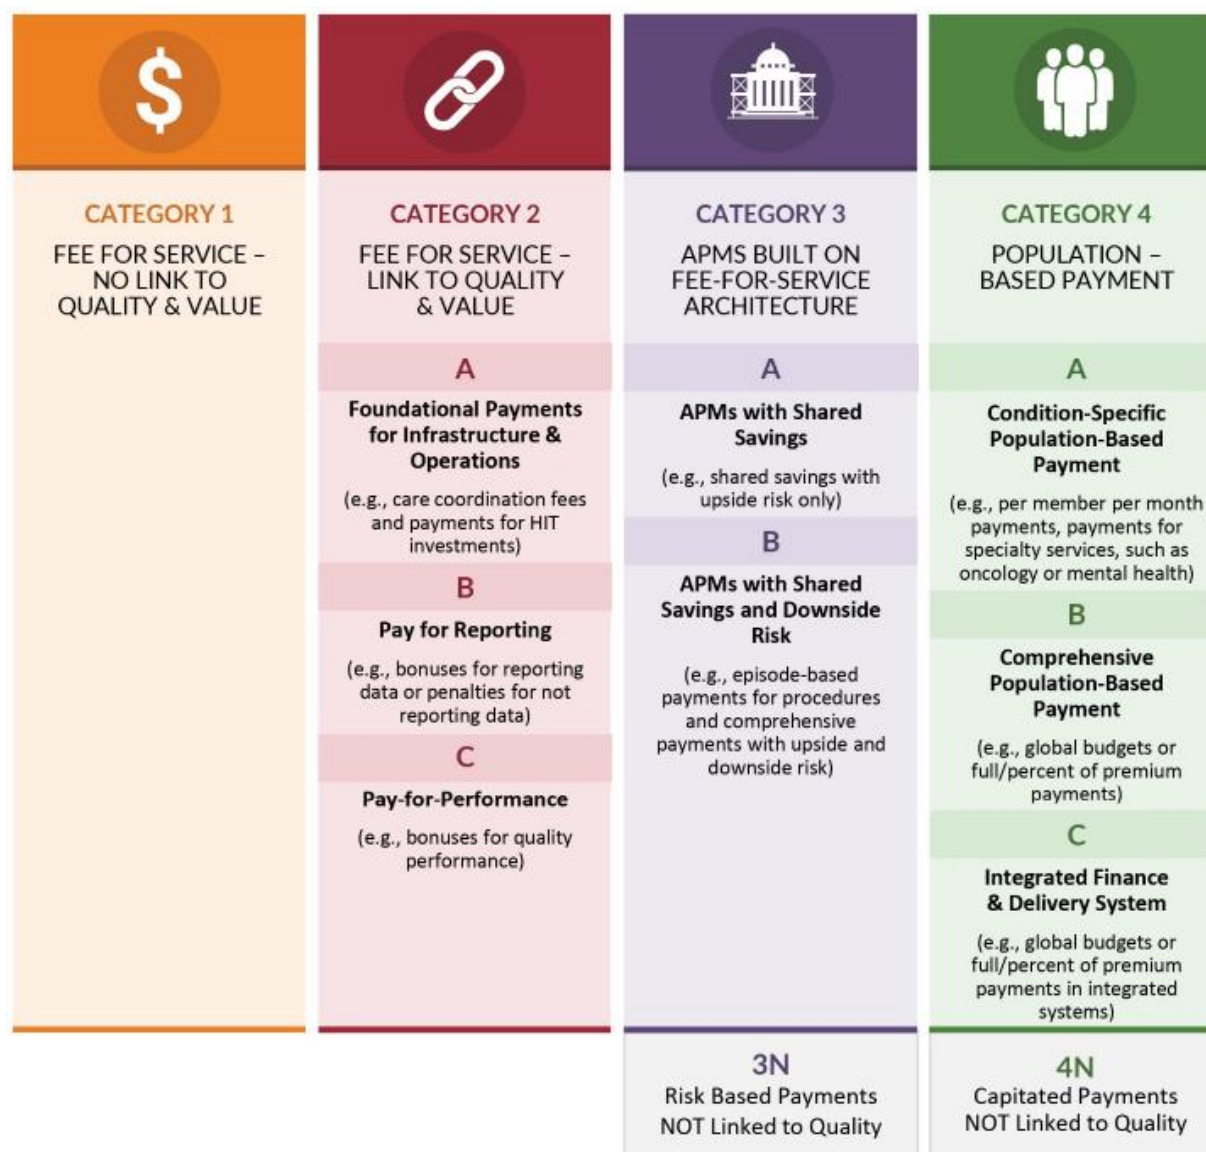 $
CATEGORY 1
FEE FOR SERVICE –
NO LINK TO
QUALITY & VALUE
CATEGORY 2
FEE FOR SERVICE –
LINK TO QUALITY
& VALUE
A
Foundational Payments
for Infrastructure &
Operations
(e.g., care coordination fees
and payments for HIT
investments)
B
Pay for Reporting
(e.g., bonuses for reporting
data or penalties for not
reporting data)
C
Pay-for-Performance
(e.g., bonuses for quality
performance)
CATEGORY 3
APMS BUILT ON
FEE-FOR-SERVICE
ARCHITECTURE
A
APMs with Shared
Savings
(e.g., shared savings with
upside risk only)
B
APMs with Shared
Savings and Downside
Risk
(e.g., episode-based
payments for procedures
and comprehensive
payments with upside and
downside risk)
3N
Risk Based Payments
NOT Linked to Quality
CATEGORY 4
POPULATION –
BASED PAYMENT
A
Condition-Specific
Population-Based
Payment
(e.g., per member per month
payments, payments for
specialty services, such as
oncology or mental health)
B
Comprehensive
Population-Based
Payment
(e.g., global budgets or
full/percent of premium
payments)
C
Integrated Finance
& Delivery System
(e.g., global budgets or
full/percent of premium
payments in integrated
systems)
4N
Capitated Payments
NOT Linked to Quality